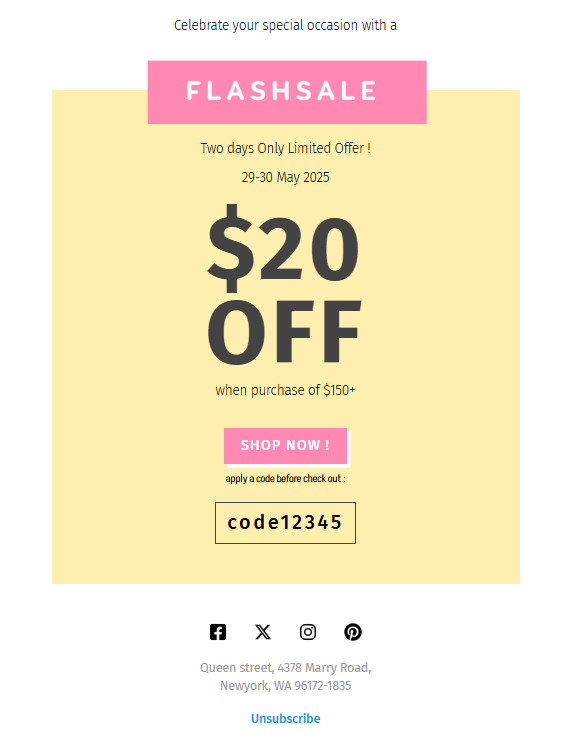 Celebrate your special occasion with a
FLASHSALE
Two days Only Limited Offer !
29-30 May 2025
$20
OFF
when purchase of $150+
SHOP NOW !
apply a code before check out :
code12345
Queen street, 4378 Marry Road,
Newyork, WA 96172-1835
Unsubscribe